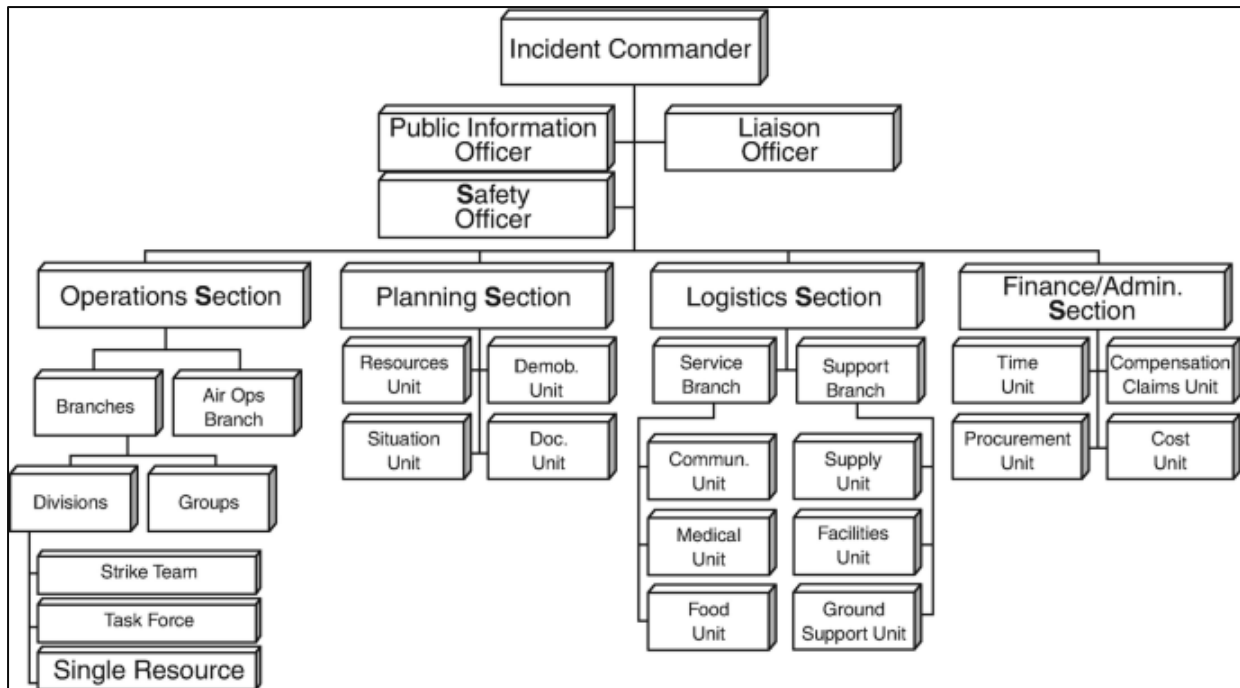 Incident Commander
Public Information
Officer
Liaison
Officer
Safety
Officer
Operations Section
Planning Section
Logistics Section
Finance/Admin.
Section
Branches
Air Ops
Branch
Divisions
Groups
Strike Team
Task Force
Single Resource
Resources
Unit
Demob.
Unit
Situation
Unit
Doc.
Unit
Service
Branch
Support
Branch
Commun.
Unit
Supply
Unit
Medical
Unit
Facilities
Unit
Food
Unit
Ground
Support Unit
Time
Unit
Compensation
Claims Unit
Procurement
Unit
Cost
Unit